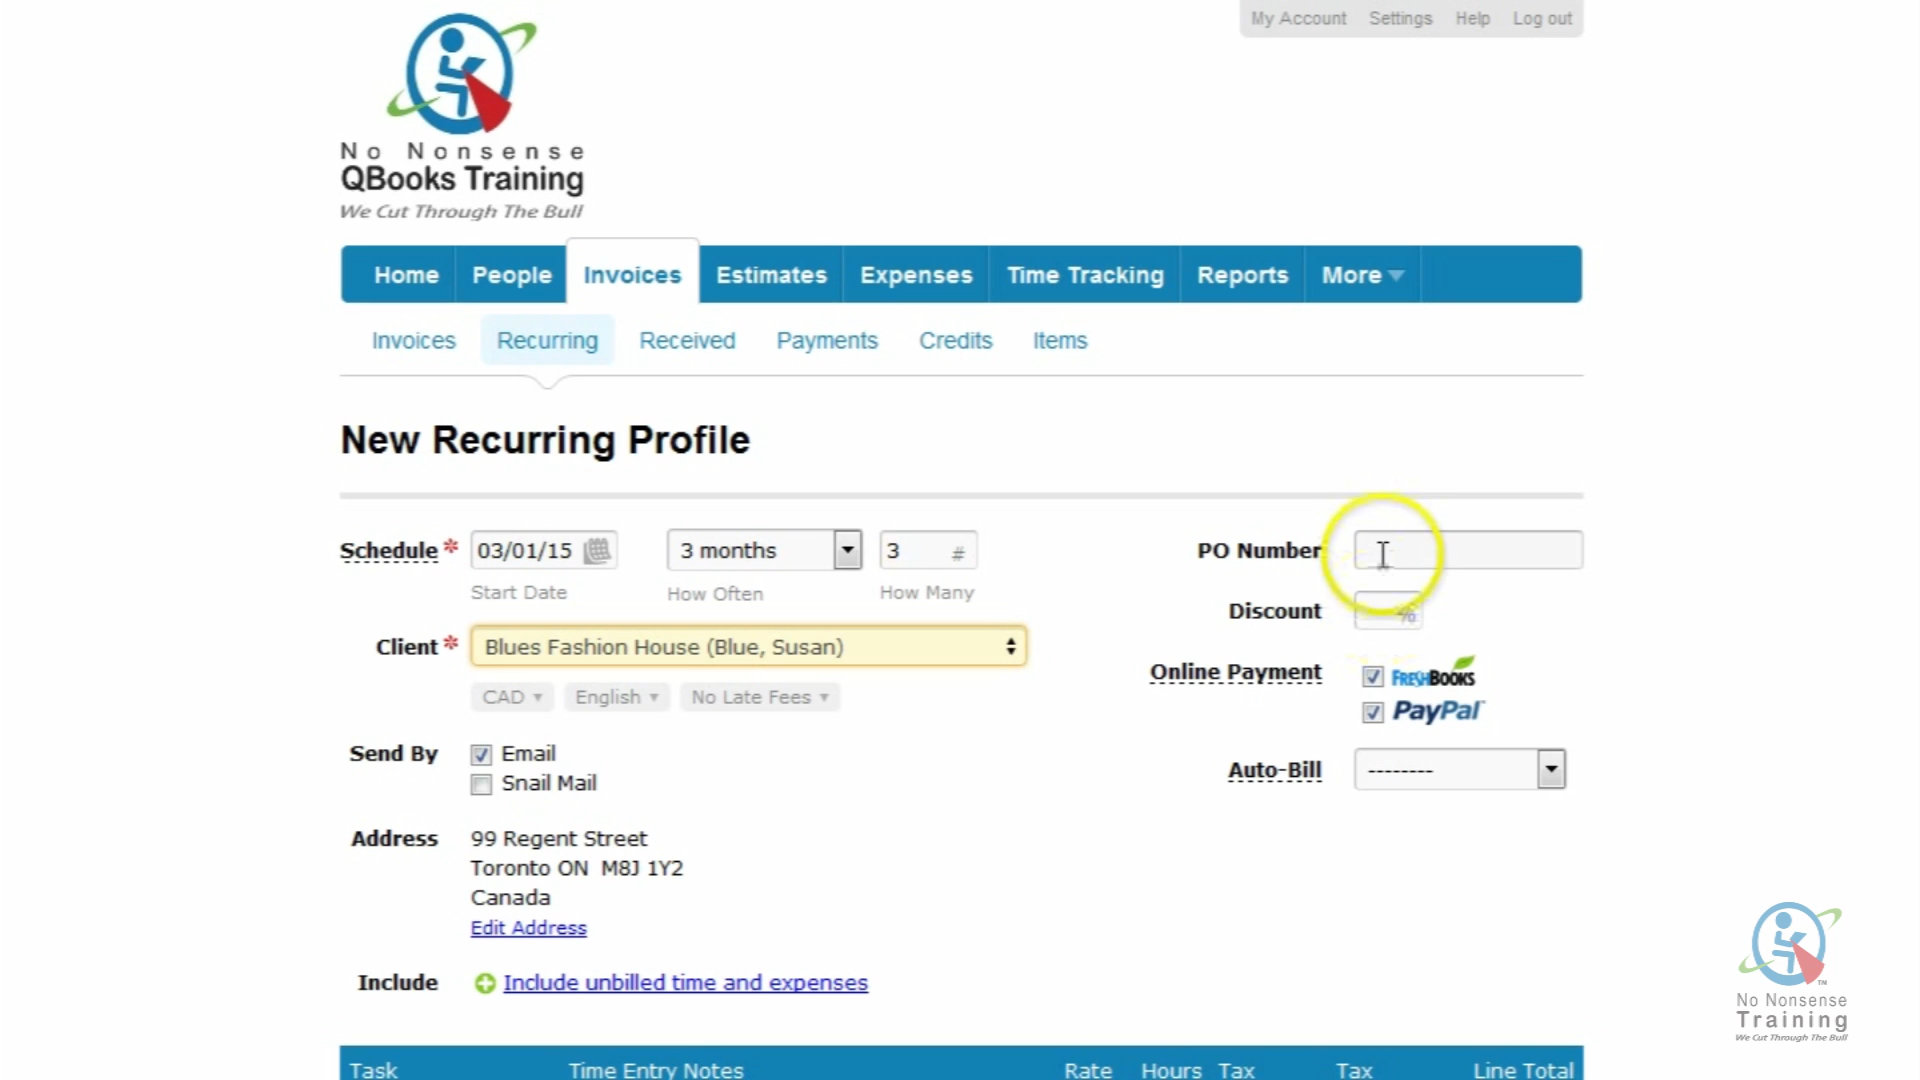 My Account Settings Help Log out
No Nonsense
QBooks Training
We Cut Through The Bull
Home People Invoices Estimates Expenses Time Tracking Reports More
Invoices Recurring Received Payments Credits Items
New Recurring Profile
Schedule * 03/01/15 3 months 3 #
Start Date How Often How Many
PO Number
Discount %
Client * Blues Fashion House (Blue, Susan)
CAD English No Late Fees
Online Payment FRESHBOOKS
PayPal
Send By Email
Snail Mail
Auto-Bill --------
Address 99 Regent Street
Toronto ON M8J 1Y2
Canada
Edit Address
Include Include unbilled time and expenses
Task Time Entry Notes Rate Hours Tax Tax Line Total
No Nonsense
Training
We Cut Through The Bull
TM